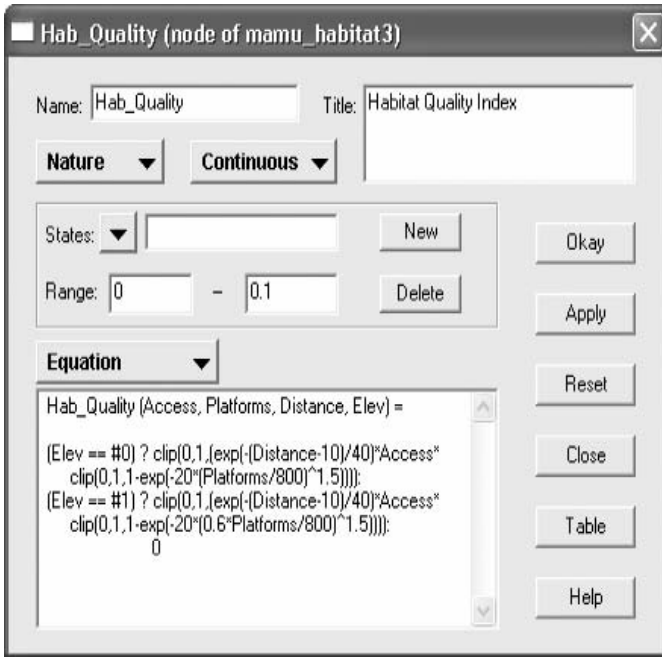 Hab_Quality (node of mamu_habitat3)
Name: Hab_Quality Title: Habitat Quality Index
Nature Continuous
States: New
Range: 0 - 0.1 Delete
Okay
Apply
Reset
Close
Table
Help
Equation
Hab_Quality (Access, Platforms, Distance, Elev) =
(Elev == #0) ? clip(0,1,(exp(-(Distance-10)/40)*Access*
clip(0,1,1-exp(-20*(Platforms/800)^1.5)))):
(Elev == #1) ? clip(0,1,(exp(-(Distance-10)/40)*Access*
clip(0,1,1-exp(-20*(0.6*Platforms/800)^1.5)))):
0